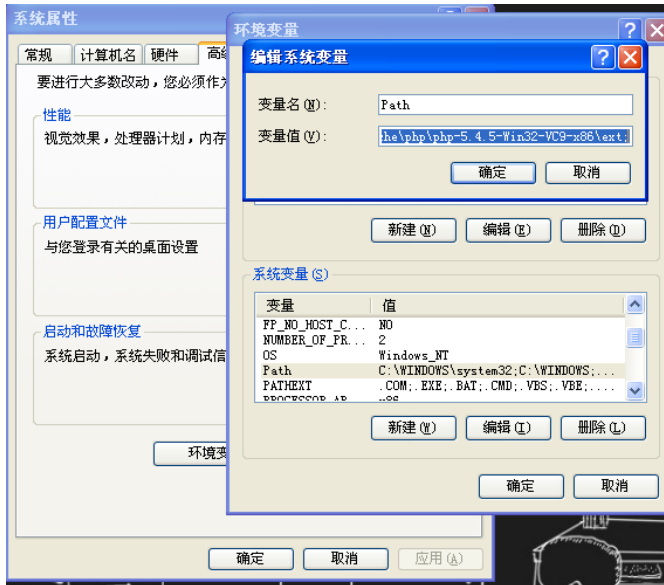 系统属性
常规
计算机名
硬件
要进行大多数改动，您必须作
性能
视觉效果，处理器计划，内存
用户配置文件
与您登录有关的桌面设置
启动和故障恢复
系统启动，系统失败和调试信
环境变
确定
取消
应用(A)
环境变量
编辑系统变量
变量名(N):
Path
变量值(V):
he\php\php-5.4.5-Win32-VC9-x86\ext;
确定
取消
新建(N)
编辑(E)
删除(D)
系统变量(S)
变量 值
FP_NO_HOST_C... NO
NUMBER_OF_PR... 2
OS Windows_NT
Path C:\WINDOWS\system32;C:\WINDOWS;...
PATHEXT .COM;.EXE;.BAT;.CMD;.VBS;.VBE;....
PROCESSOR_AR x86
新建(W)
编辑(I)
删除(L)
确定
取消